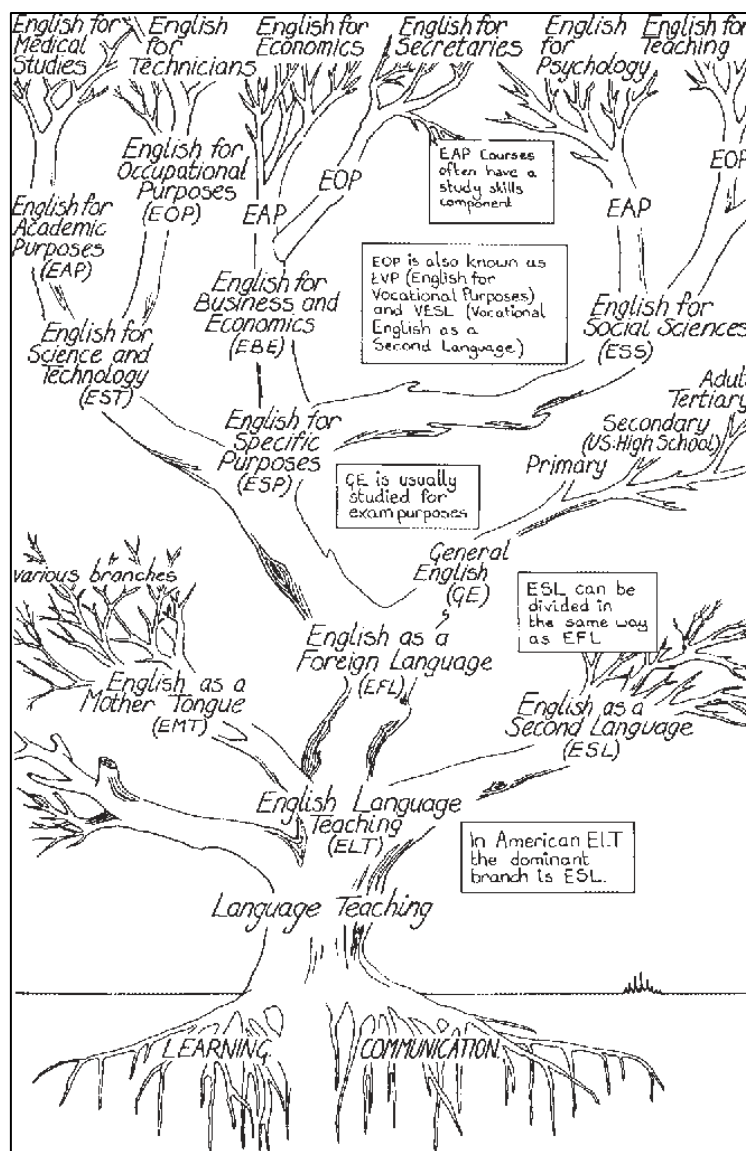 English for
Medical
Studies
English
for
Technicians
English for
Economics
English for
Secretaries
English
for
Psychology
English for
Teaching
English for
Occupational
Purposes
(EOP)
EAP
EOP
EAP Courses
often have a
study skills
component
EAP
EOP
English for
Academic
Purposes
(EAP)
English for
Business and
Economics
(EBE)
EOP is also known as
EVP (English for
Vocational Purposes)
and VESL (Vocational
English as a
Second Language)
English for
Social Sciences
(ESS)
English for
Science and
Technology
(EST)
English for
Specific
Purposes
(ESP)
Adult
Tertiary
Secondary
(US:High School)
Primary
GE is usually
studied for
exam purposes
General
English
(GE)
various branches
ESL can be
divided in
the same way
as EFL
English as a
Foreign Language
(EFL)
English as a
Mother Tongue
(EMT)
English as a
Second Language
(ESL)
English Language
Teaching
(ELT)
In American ELT
the dominant
branch is ESL.
Language Teaching
LEARNING
COMMUNICATION